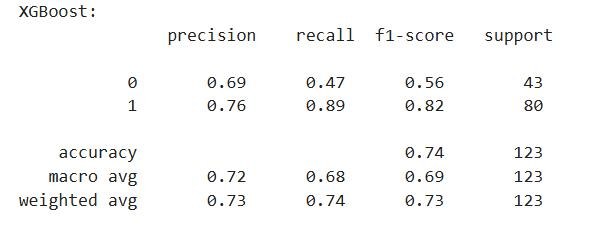 XGBoost:
precision recall f1-score support
0 0.69 0.47 0.56 43
1 0.76 0.89 0.82 80
accuracy 0.74 123
macro avg 0.72 0.68 0.69 123
weighted avg 0.73 0.74 0.73 123